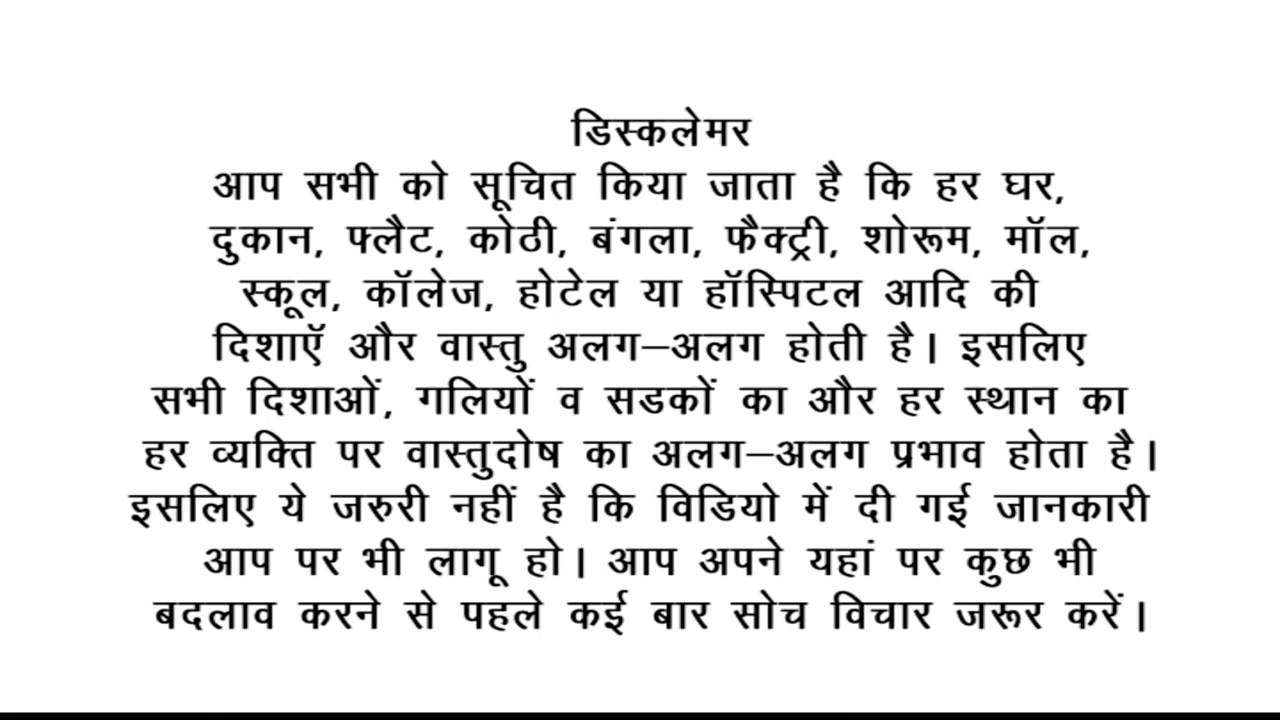 डिस्कलेमर
आप सभी को सूचित किया जाता है कि हर घर,
दुकान, फ्लैट, कोठी, बंगला, फैक्ट्री, शोरूम, मॉल,
स्कूल, कॉलेज, होटेल या हॉस्पिटल आदि की
दिशाऍ और वास्तु अलग–अलग होती है। इसलिए
सभी दिशाओं, गलियों व सडकों का और हर स्थान का
हर व्यक्ति पर वास्तुदोष का अलग–अलग प्रभाव होता है।
इसलिए ये जरुरी नहीं है कि विडियो में दी गई जानकारी
आप पर भी लागू हो। आप अपने यहां पर कुछ भी
बदलाव करने से पहले कई बार सोच विचार जरूर करें।